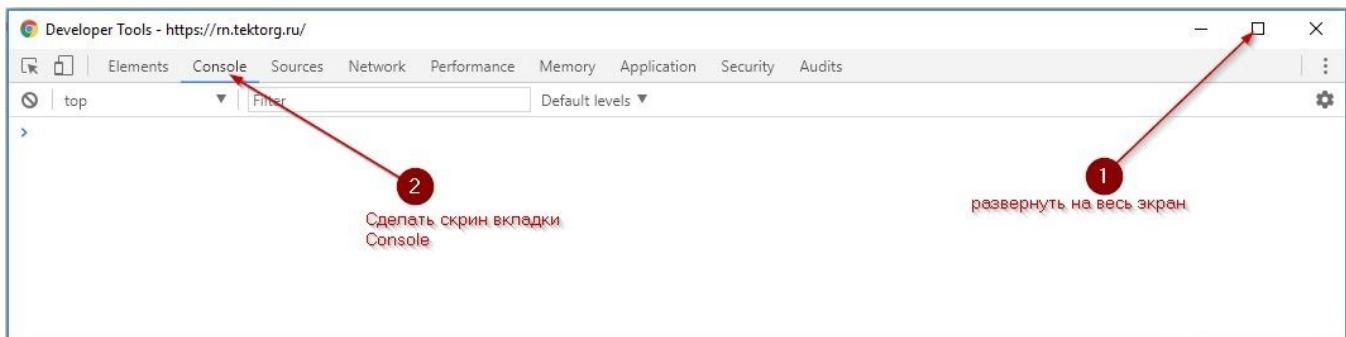 Developer Tools - https://rn.tektorg.ru/
Elements Console Sources Network Performance Memory Application Security Audits
top Filter Default levels
2
1
развернуть на весь экран
Сделать скрин вкладки
Console